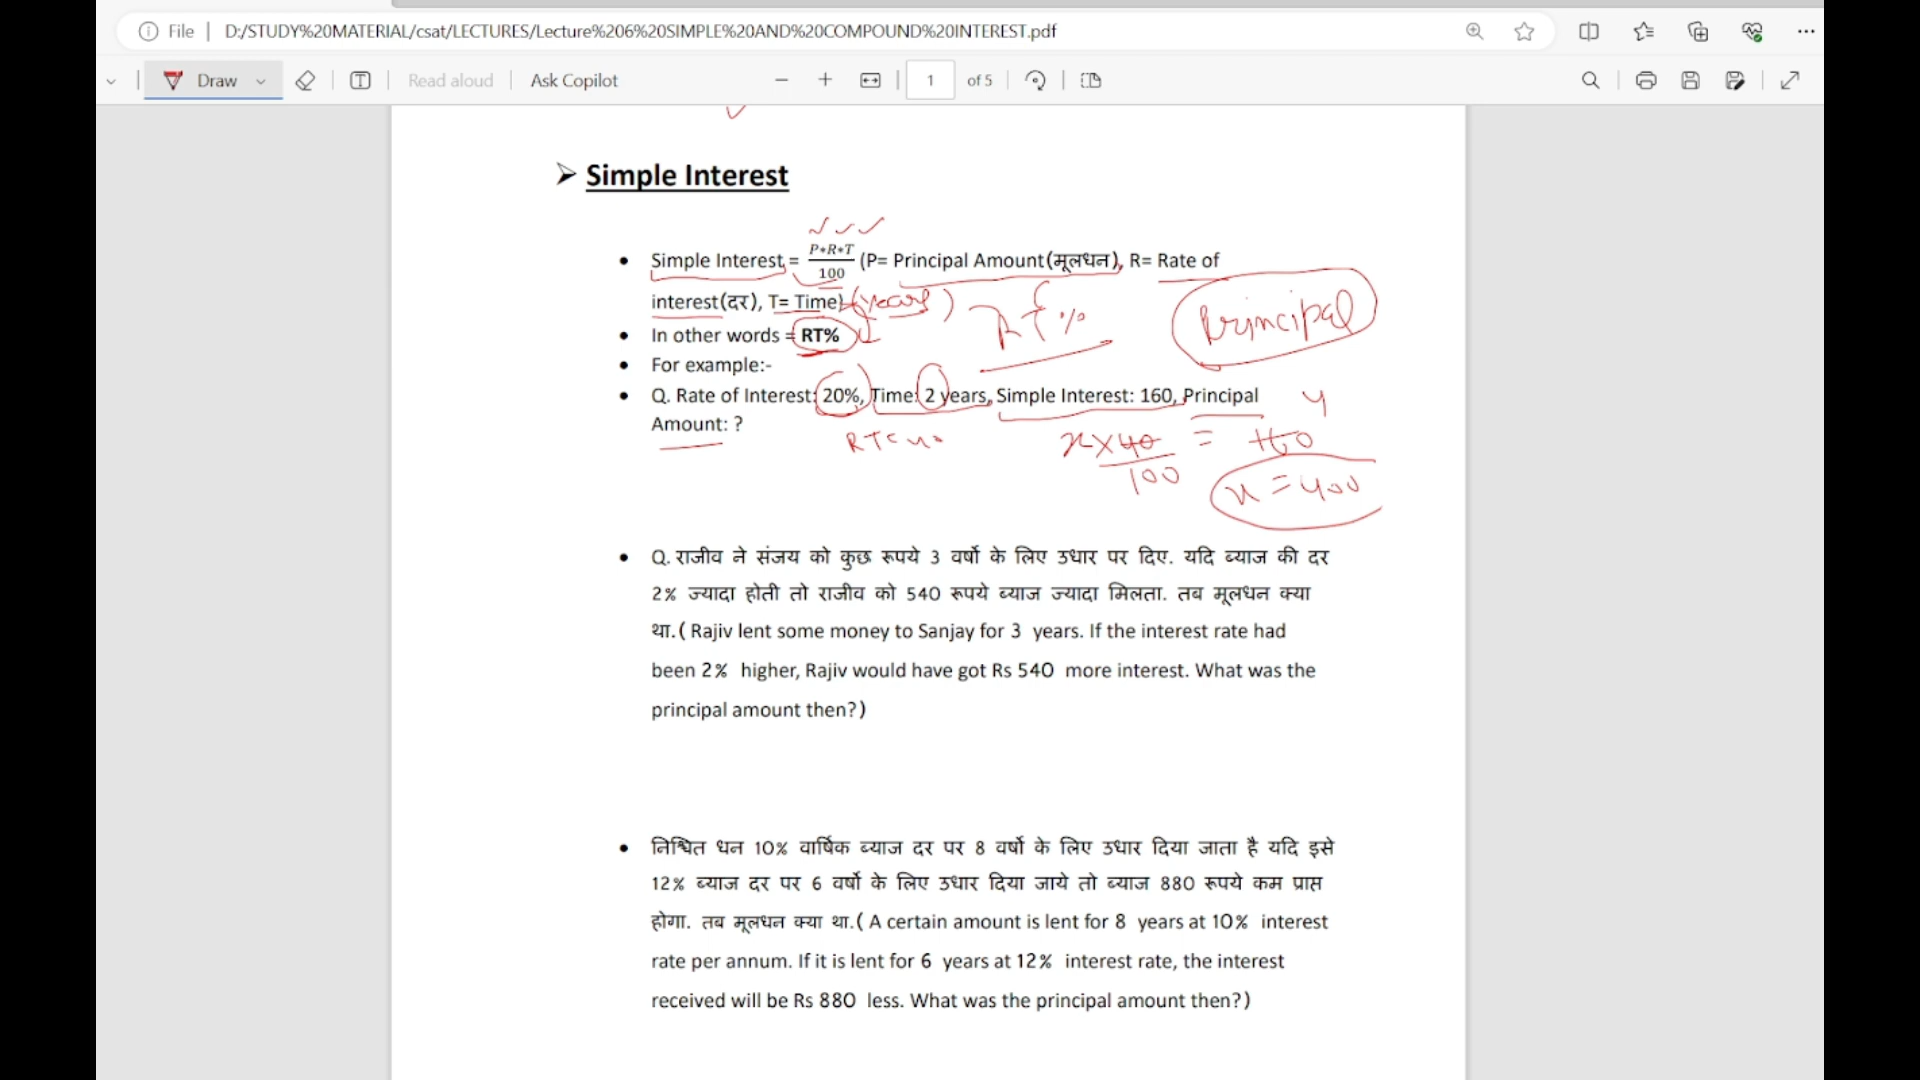 File D:/STUDY%20MATERIAL/csat/LECTURES/Lecture%206%20SIMPLE%20AND%20COMPOUND%20INTEREST.pdf
Draw Read aloud Ask Copilot 1 of 5
➢ Simple Interest
• Simple Interest = P*R*T/100 (P= Principal Amount(मूलधन), R= Rate of
interest(दर), T= Time) (years)
RT%
Principal
• In other words = RT%
• For example:-
• Q. Rate of Interest: 20%, Time: 2 years, Simple Interest: 160, Principal
4
Amount: ?
RT= 40
x×40/100 = 160
x = 400
• Q. राजीव ने संजय को कुछ रूपये 3 वर्षो के लिए उधार पर दिए. यदि ब्याज की दर
2% ज्यादा होती तो राजीव को 540 रूपये ब्याज ज्यादा मिलता. तब मूलधन क्या
था.( Rajiv lent some money to Sanjay for 3 years. If the interest rate had
been 2% higher, Rajiv would have got Rs 540 more interest. What was the
principal amount then?)
• निश्चित धन 10% वार्षिक ब्याज दर पर 8 वर्षो के लिए उधार दिया जाता है यदि इसे
12% ब्याज दर पर 6 वर्षो के लिए उधार दिया जाये तो ब्याज 880 रूपये कम प्राप्त
होगा. तब मूलधन क्या था.( A certain amount is lent for 8 years at 10% interest
rate per annum. If it is lent for 6 years at 12% interest rate, the interest
received will be Rs 880 less. What was the principal amount then?)